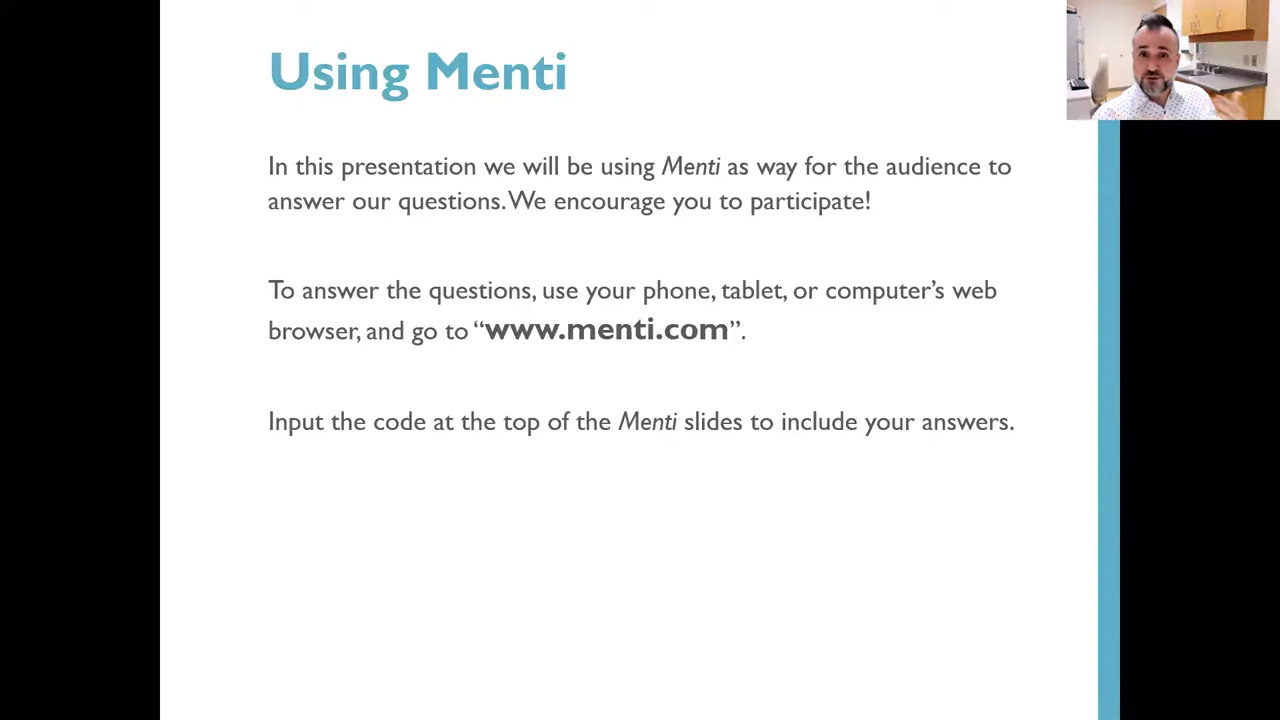 Using Menti
In this presentation we will be using Menti as way for the audience to
answer our questions. We encourage you to participate!
To answer the questions, use your phone, tablet, or computer’s web
browser, and go to “www.menti.com”.
Input the code at the top of the Menti slides to include your answers.